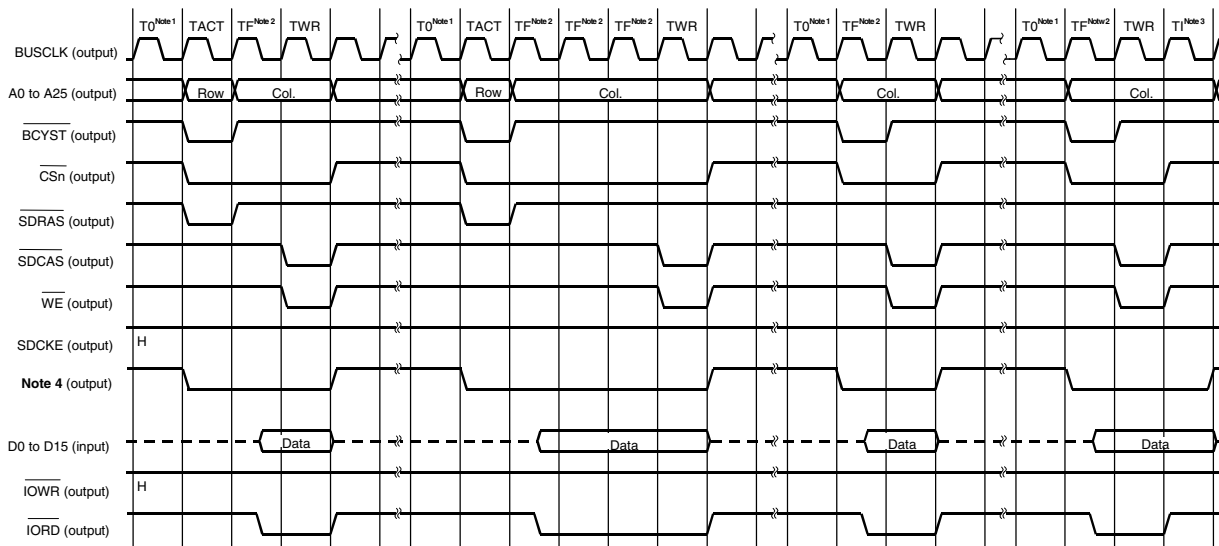 T0Note 1 TACT TFNote 2 TWR T0Note 1 TACT TFNote 2 TFNote 2 TFNote 2 TWR T0Note 1 TFNote 2 TWR T0Note 1 TFNotw2 TWR TINote 3
BUSCLK (output)
A0 to A25 (output) Row Col. Row Col. Col. Col.
BCYST (output)
CSn (output)
SDRAS (output)
SDCAS (output)
WE (output)
SDCKE (output) H
Note 4 (output)
D0 to D15 (input) Data Data Data Data
IOWR (output) H
IORD (output)